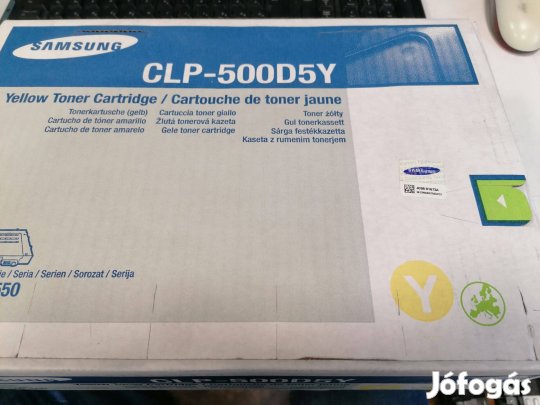 SAMSUNG
CLP-500D5Y
Yellow Toner Cartridge / Cartouche de toner jaune
Tonerkartusche (gelb) Cartuccia toner giallo Toner żółty
Cartucho de tóner amarillo Žlutá tonerová kazeta Gul tonerkassett
Cartucho de toner amarelo Gele toner cartridge Sárga festékkazetta
Kaseta z rumenim tonerjem
SAMSUNG
/ Seria / Serien / Sorozat / Serija
550
Y
CLP-500D5Y
Jófogás